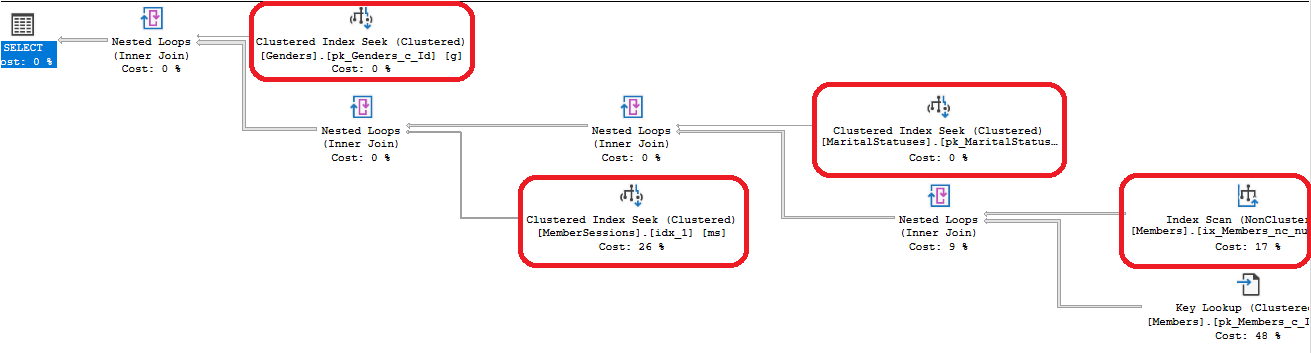 SELECT
ost: 0 %
Nested Loops
(Inner Join)
Cost: 0 %
Clustered Index Seek (Clustered)
[Genders].[pk_Genders_c_Id] [g]
Cost: 0 %
Nested Loops
(Inner Join)
Cost: 0 %
Nested Loops
(Inner Join)
Cost: 0 %
Clustered Index Seek (Clustered)
[MaritalStatuses].[pk_MaritalStatus…
Cost: 0 %
Clustered Index Seek (Clustered)
[MemberSessions].[idx_1] [ms]
Cost: 26 %
Nested Loops
(Inner Join)
Cost: 9 %
Index Scan (NonCluster
[Members].[ix_Members_nc_nu
Cost: 17 %
Key Lookup (Clustere
[Members].[pk_Members_c_I
Cost: 48 %